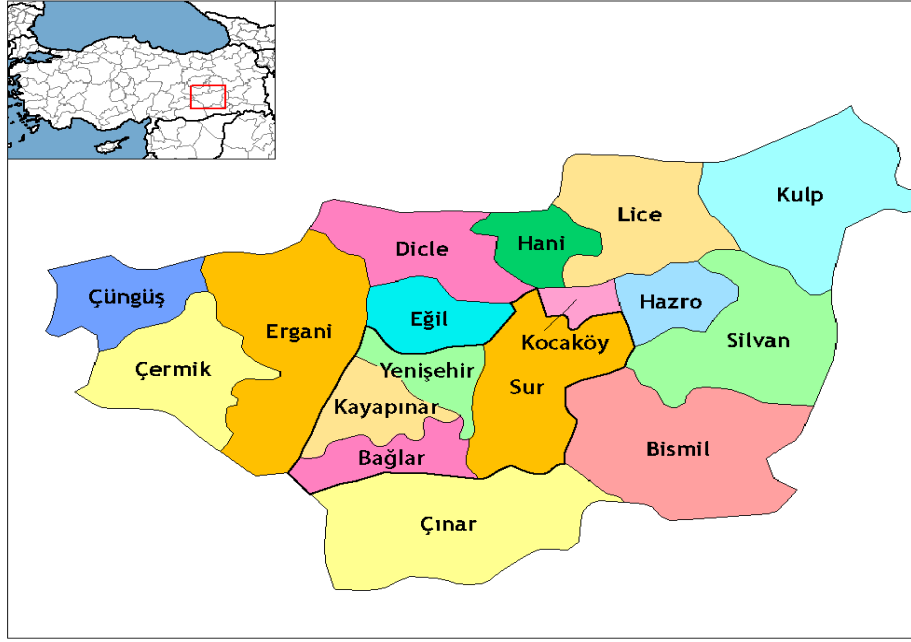 Kulp
Lice
Hani
Dicle
Çüngüş
Hazro
Eğil
Ergani
Silvan
Kocaköy
Çermik
Yenişehir
Sur
Kayapınar
Bismil
Bağlar
Çınar